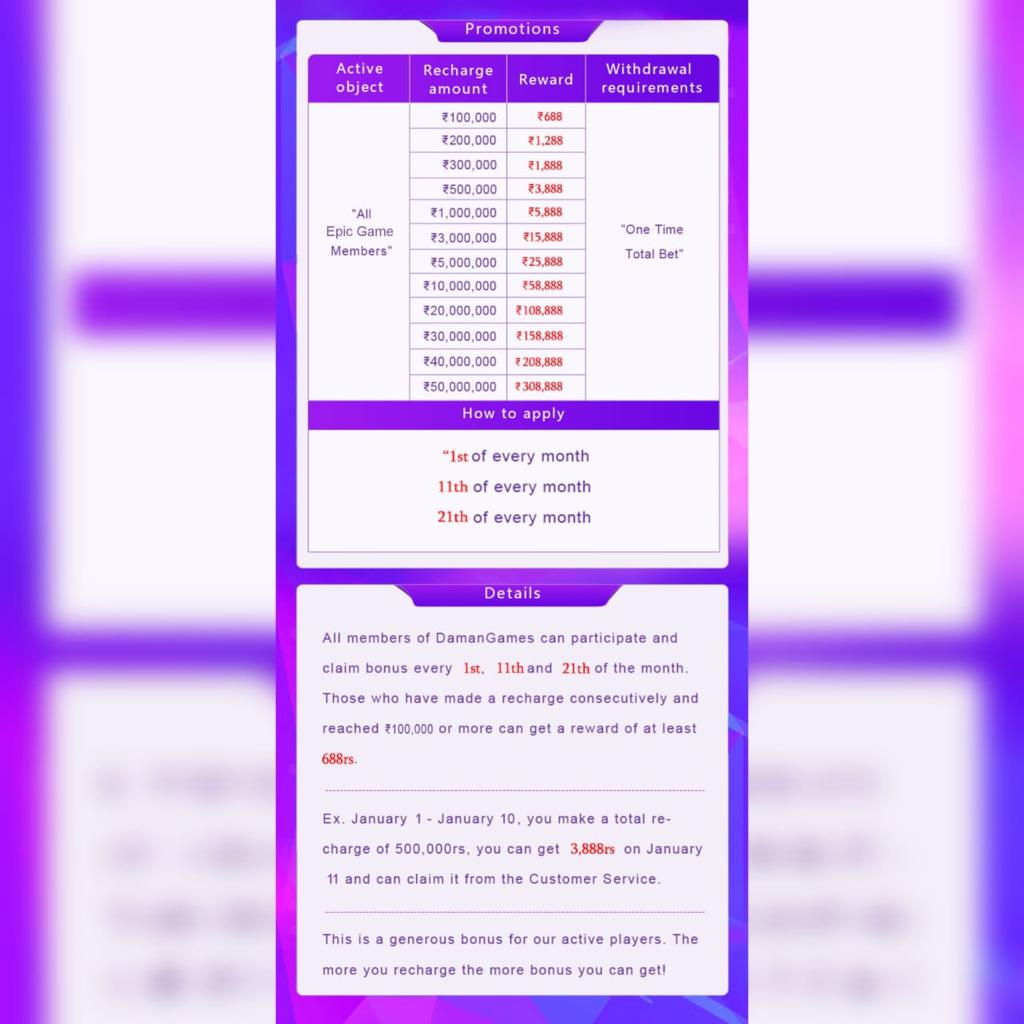 Promotions
Active object
Recharge amount
Reward
Withdrawal requirements
₹100,000 ₹688
₹200,000 ₹1,288
₹300,000 ₹1,888
₹500,000 ₹3,888
₹1,000,000 ₹5,888
₹3,000,000 ₹15,888
₹5,000,000 ₹25,888
₹10,000,000 ₹58,888
₹20,000,000 ₹108,888
₹30,000,000 ₹158,888
₹40,000,000 ₹208,888
₹50,000,000 ₹308,888
"All
Epic Game
Members"
"One Time
Total Bet"
How to apply
“1st of every month
11th of every month
21th of every month
Details
All members of DamanGames can participate and
claim bonus every 1st, 11th and 21th of the month.
Those who have made a recharge consecutively and
reached ₹100,000 or more can get a reward of at least
688rs.
Ex. January 1 - January 10, you make a total re-
charge of 500,000rs, you can get 3,888rs on January
11 and can claim it from the Customer Service.
This is a generous bonus for our active players. The
more you recharge the more bonus you can get!